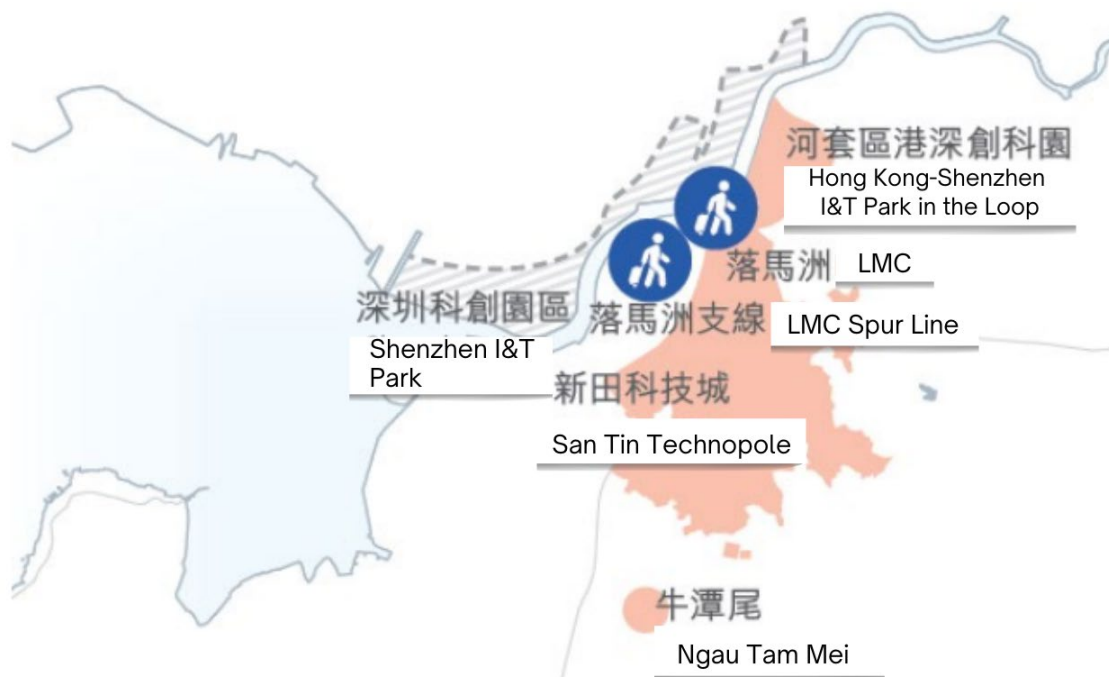 河套區港深創科園
Hong Kong-Shenzhen
I&T Park in the Loop
落馬洲
LMC
深圳科創園區
落馬洲支線
LMC Spur Line
Shenzhen I&T
Park
新田科技城
San Tin Technopole
牛潭尾
Ngau Tam Mei